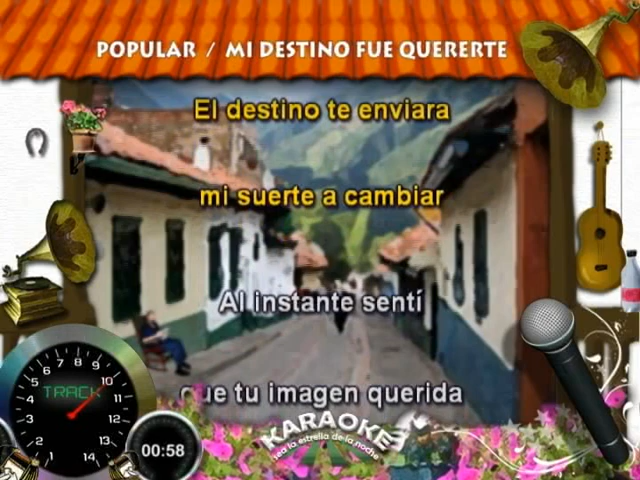 POPULAR / MI DESTINO FUE QUERERTE
El destino te enviara
mi suerte a cambiar
Al instante sentí
que tu imagen querida
TRACK
1 2 3 4 5 6 7 8 9 10 11 12 13 14
00:58
KARAOKE
sea la estrella de la noche